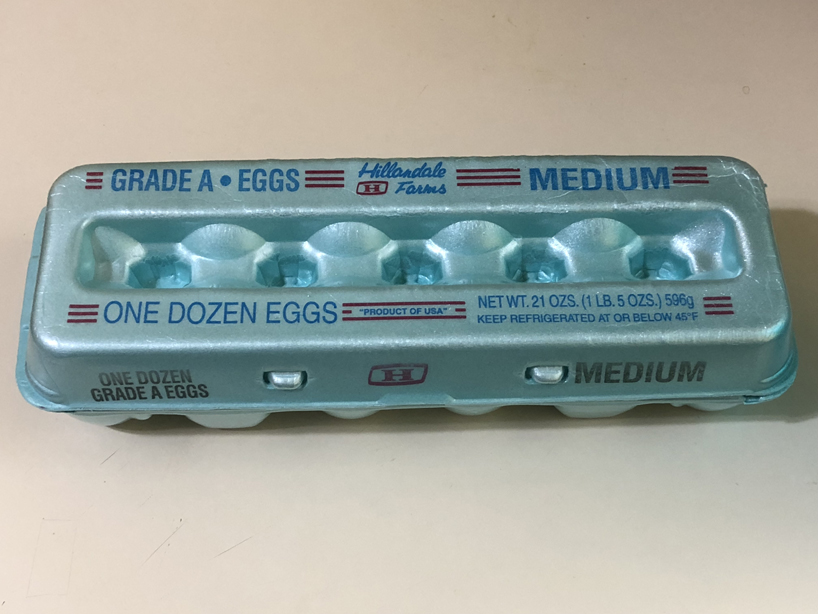 GRADE A • EGGS
Hillandale
H Farms
MEDIUM
ONE DOZEN EGGS
"PRODUCT OF USA"
NET WT. 21 OZS. (1 LB. 5 OZS.) 596g
KEEP REFRIGERATED AT OR BELOW 45°F
ONE DOZEN
GRADE A EGGS
H
MEDIUM